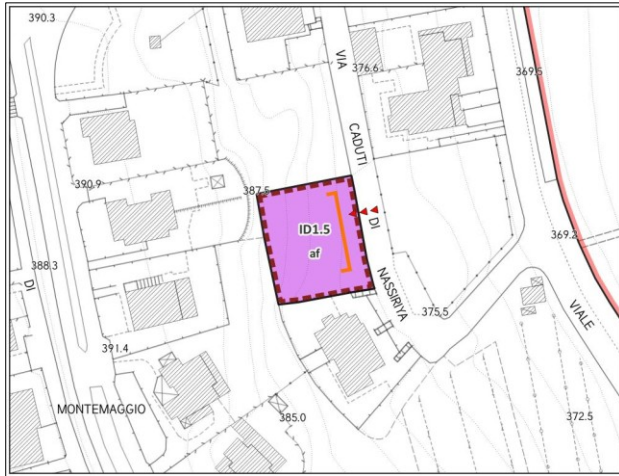 390.3
VIA
376.6
369.5
CADUTI
390.9
387.5
ID1.5
af
DI
369.2
388.3
DI
NASSIRIYA
375.5
VIALE
391.4
MONTEMAGGIO
385.0
372.5